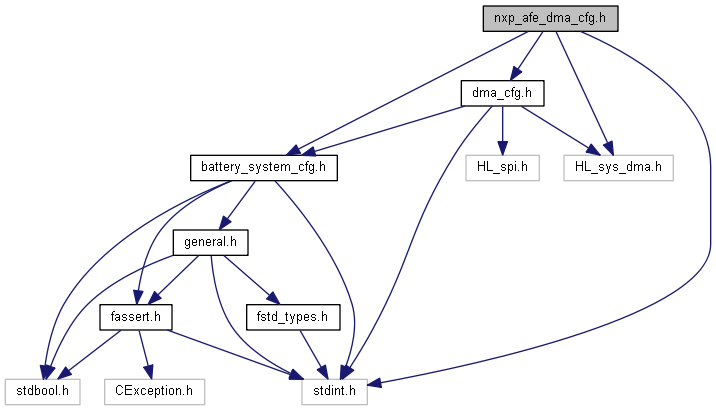 nxp_afe_dma_cfg.h
dma_cfg.h
battery_system_cfg.h
HL_spi.h
HL_sys_dma.h
general.h
fassert.h
fstd_types.h
stdbool.h
CException.h
stdint.h